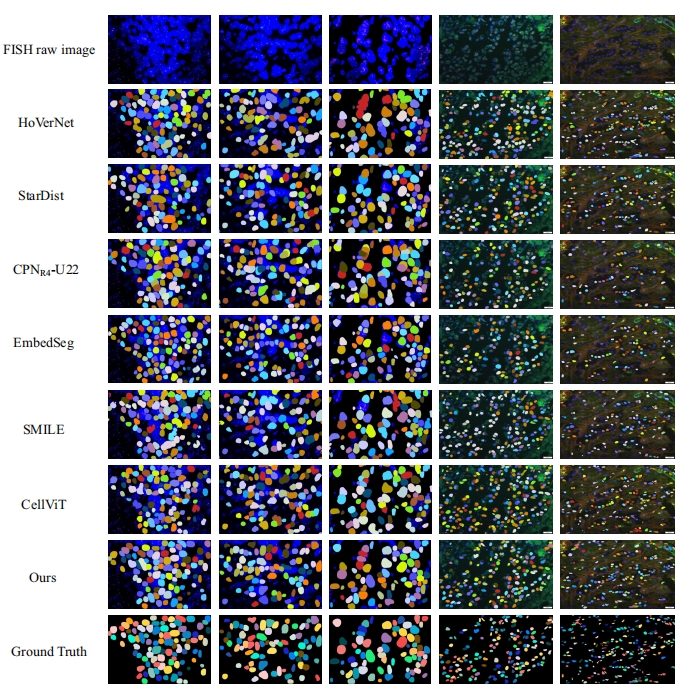 FISH raw image
HoVerNet
StarDist
CPNR4-U22
EmbedSeg
SMILE
CellViT
Ours
Ground Truth